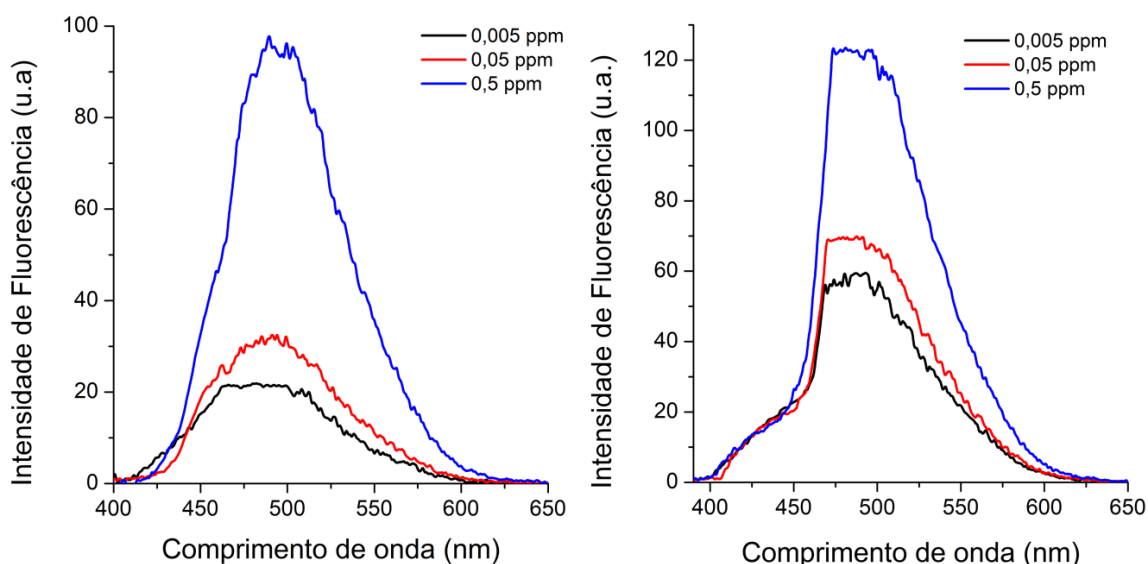 Intensidade de Fluorescência (u.a)
100
80
60
40
20
0
0,005 ppm
0,05 ppm
0,5 ppm
400 450 500 550 600 650
Comprimento de onda (nm)
Intensidade de Fluorescência (u.a.)
120
130
60
40
20
0
0,005 ppm
0,05 ppm
0,5 ppm
400 450 500 550 600 650
Comprimento de onda (nm)